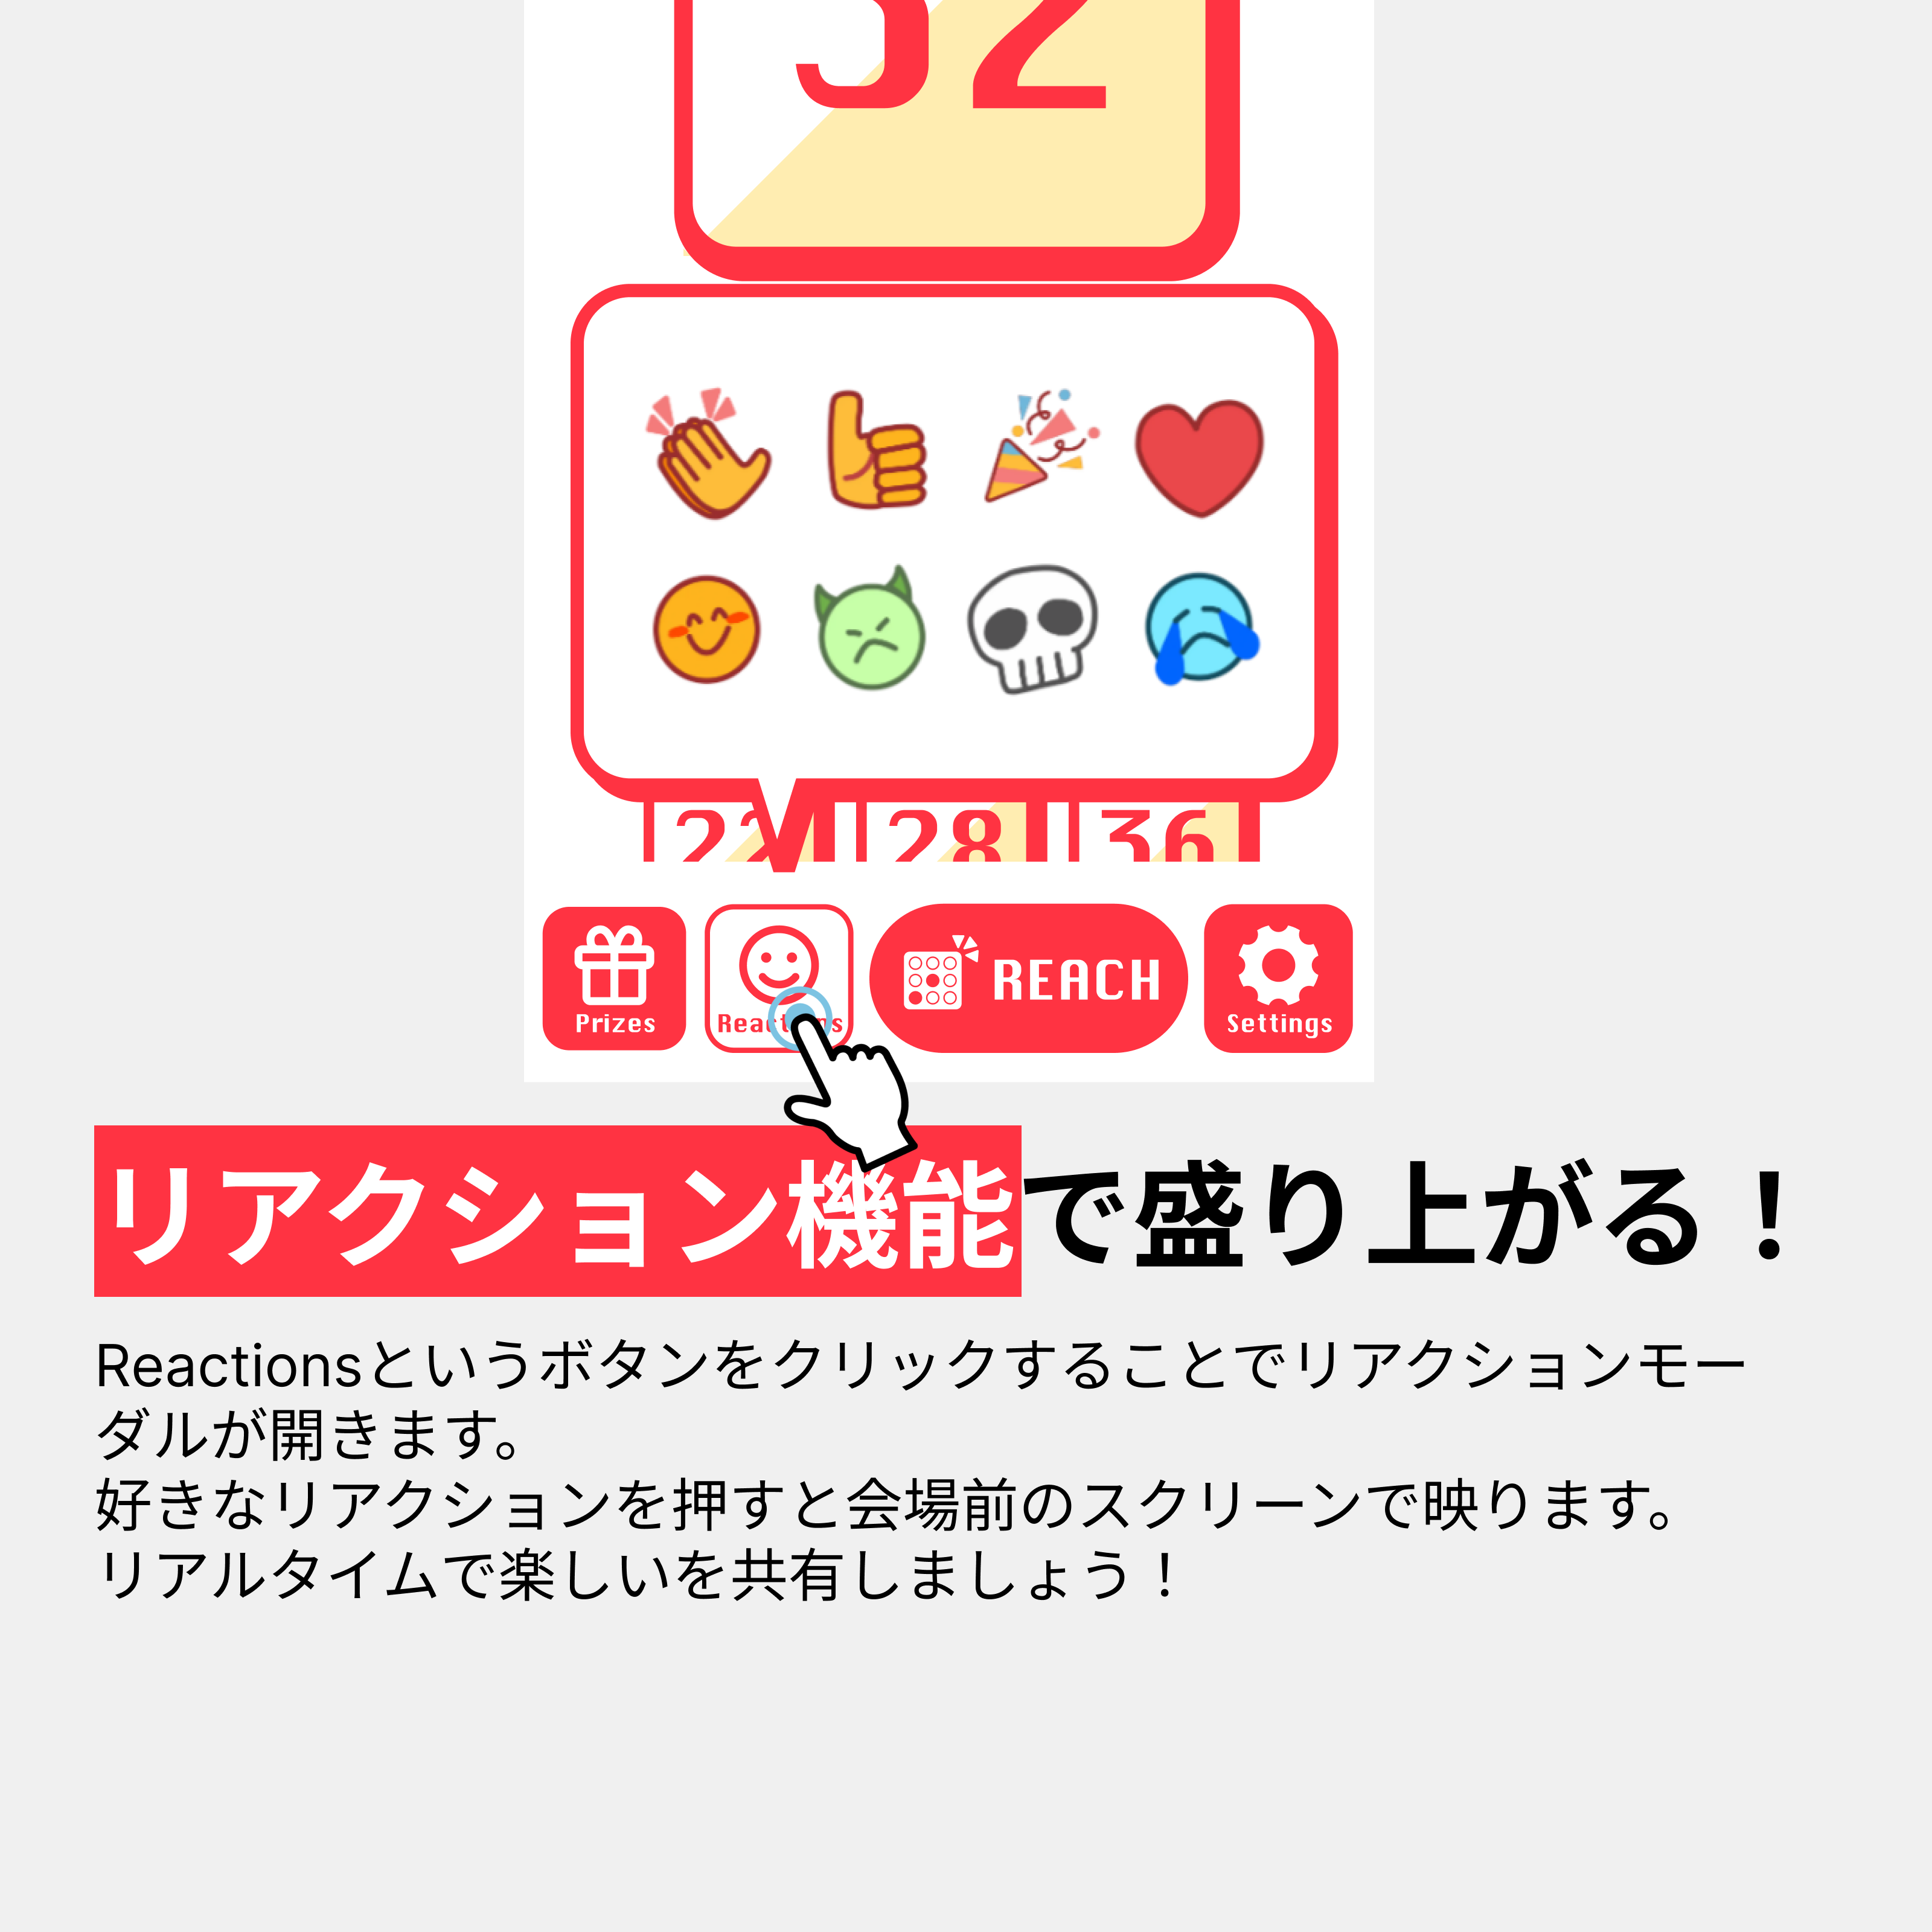 28 36
Prizes
REACH
Settings
リアクション機能で盛り上がる！
Reactionsというボタンをクリックすることでリアクションモー
ダルが開きます。
好きなリアクションを押すと会場前のスクリーンで映ります。
リアルタイムで楽しいを共有しましょう！